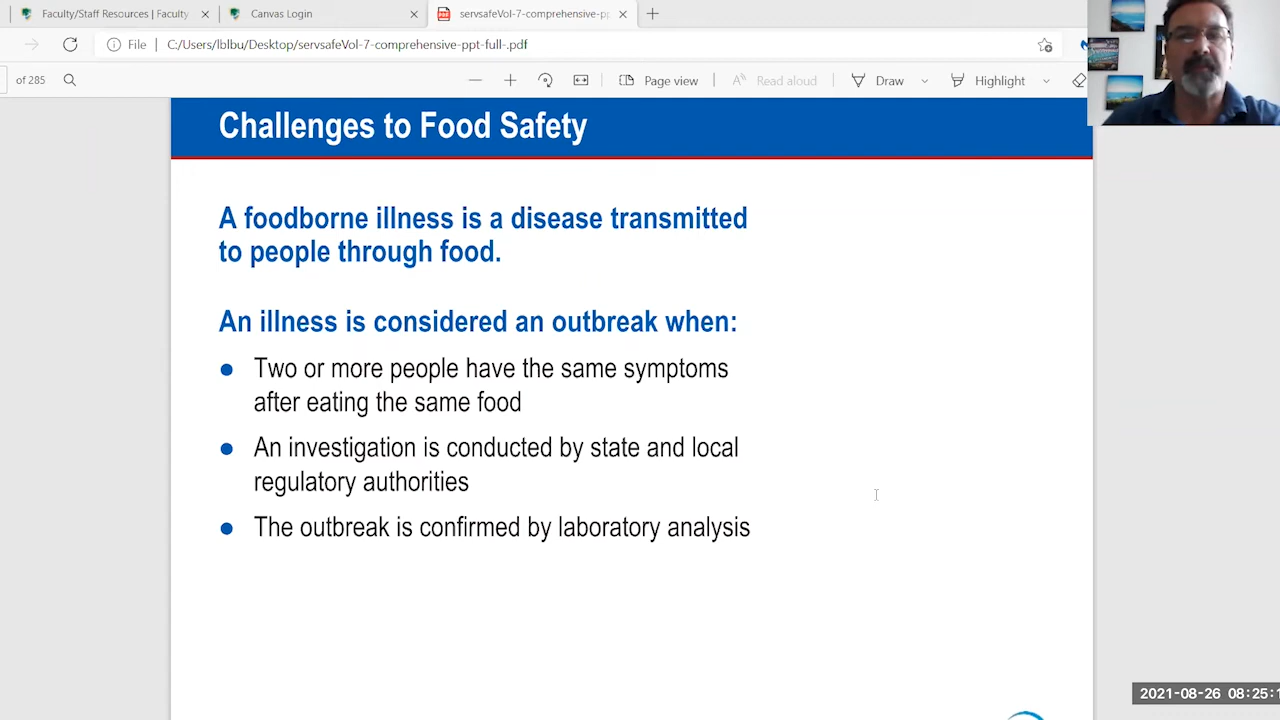 Faculty/Staff Resources | Faculty
Canvas Login
servsafeVol-7-comprehensive-pp
File
C:/Users/lblbu/Desktop/servsafeVol-7-comprehensive-ppt-full-.pdf
of 285
Page view
Read aloud
Draw
Highlight
Challenges to Food Safety
A foodborne illness is a disease transmitted
to people through food.
An illness is considered an outbreak when:
Two or more people have the same symptoms
after eating the same food
An investigation is conducted by state and local
regulatory authorities
The outbreak is confirmed by laboratory analysis
2021-08-26 08:25:1